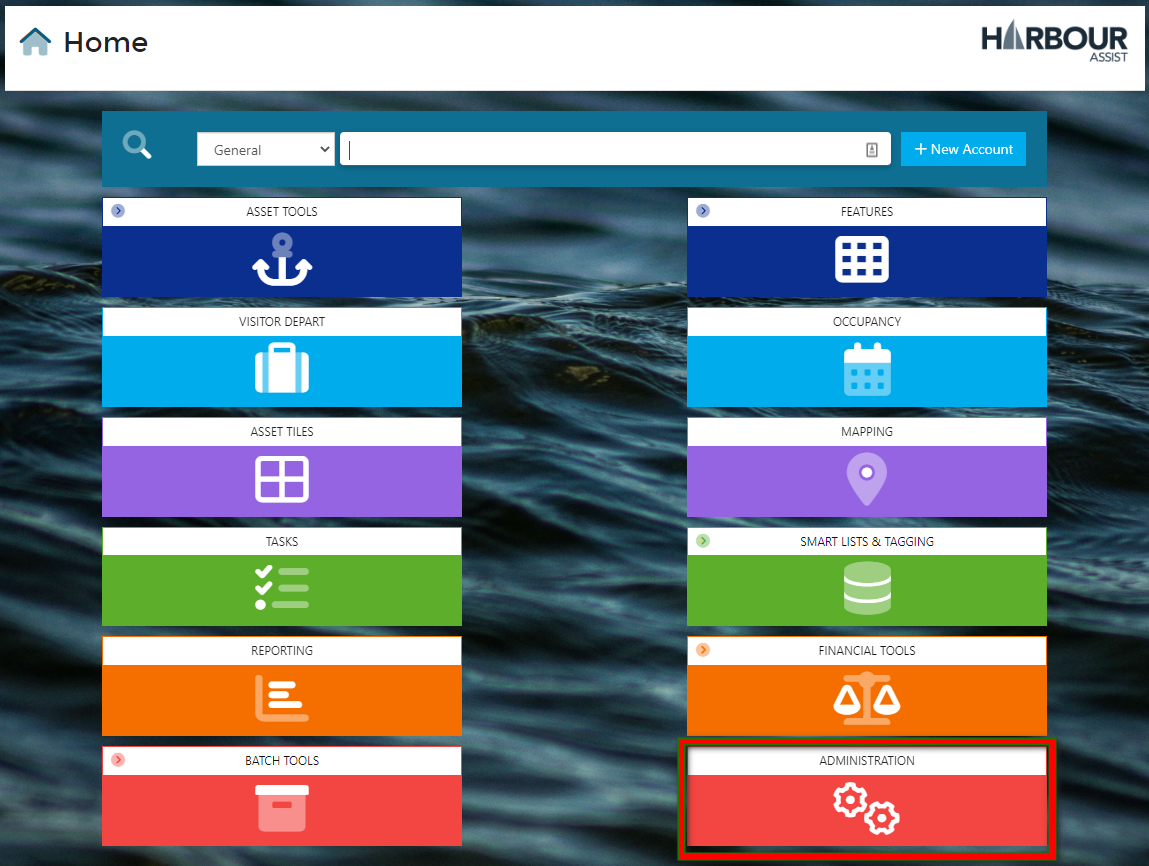 Home
HARBOUR
ASSIST
General
+ New Account
ASSET TOOLS
FEATURES
VISITOR DEPART
OCCUPANCY
ASSET TILES
MAPPING
TASKS
SMART LISTS & TAGGING
REPORTING
FINANCIAL TOOLS
BATCH TOOLS
ADMINISTRATION